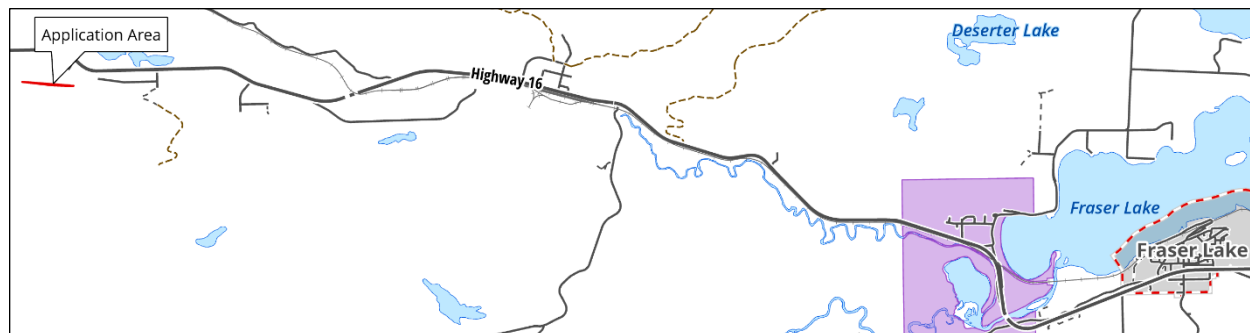 Application Area
Deserter Lake
Highway 16
Fraser Lake
Fraser Lake